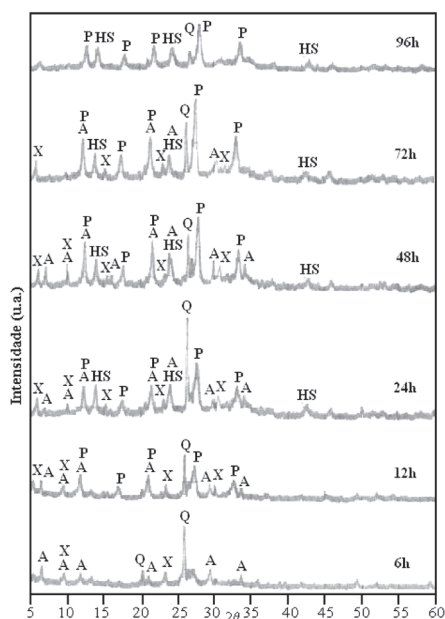 Intensidade (u.a.)
P HS P P HS Q P P HS 96h
X P A HS X P P A X A HS Q P A X P HS 72h
X A X A P A HS X A P P A X A HS Q P A X P A HS 48h
X A X A P A HS X P P A X A HS Q P A X P A HS 24h
X A X A P A P P A X Q P A X P A 12h
A X A A Q A X Q A A 6h
5 10 15 20 25 30 2θ 35 40 45 50 55 60